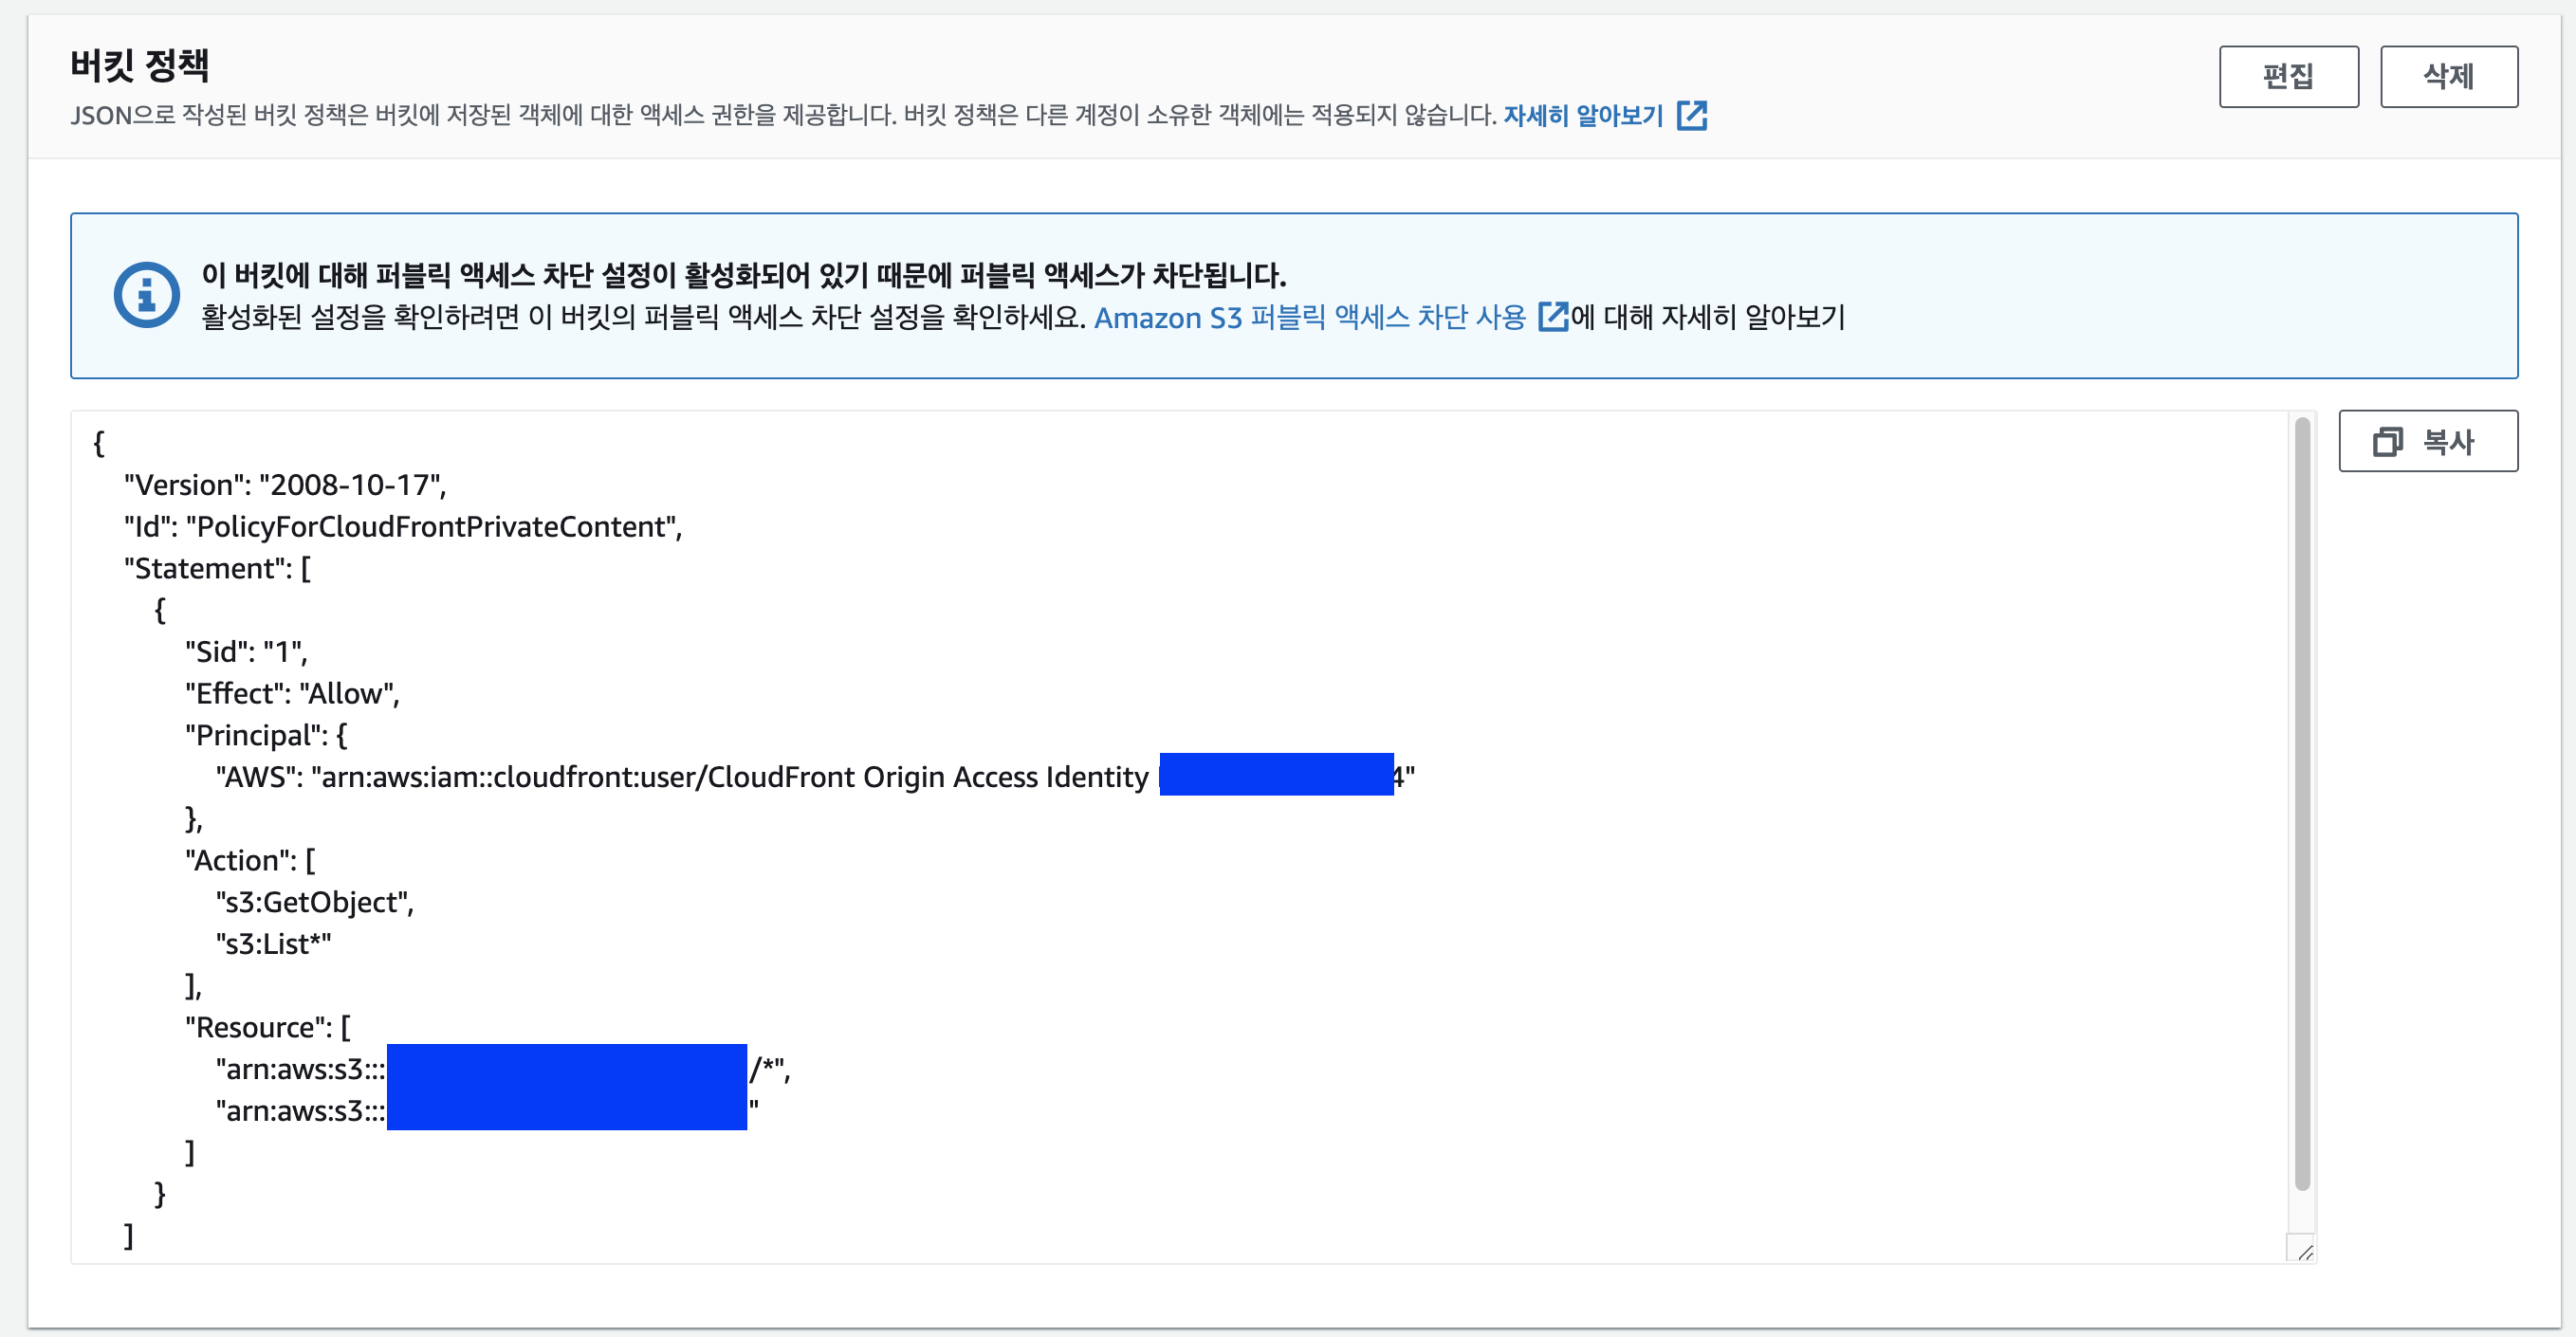 버킷 정책
편집
삭제
JSON으로 작성된 버킷 정책은 버킷에 저장된 객체에 대한 액세스 권한을 제공합니다. 버킷 정책은 다른 계정이 소유한 객체에는 적용되지 않습니다. 자세히 알아보기
이 버킷에 대해 퍼블릭 액세스 차단 설정이 활성화되어 있기 때문에 퍼블릭 액세스가 차단됩니다.
활성화된 설정을 확인하려면 이 버킷의 퍼블릭 액세스 차단 설정을 확인하세요. Amazon S3 퍼블릭 액세스 차단 사용 에 대해 자세히 알아보기
복사
{
"Version": "2008-10-17",
"Id": "PolicyForCloudFrontPrivateContent",
"Statement": [
{
"Sid": "1",
"Effect": "Allow",
"Principal": {
"AWS": "arn:aws:iam::cloudfront:user/CloudFront Origin Access Identity 4"
},
"Action": [
"s3:GetObject",
"s3:List*"
],
"Resource": [
"arn:aws:s3::: /*",
"arn:aws:s3::: "
]
}
]